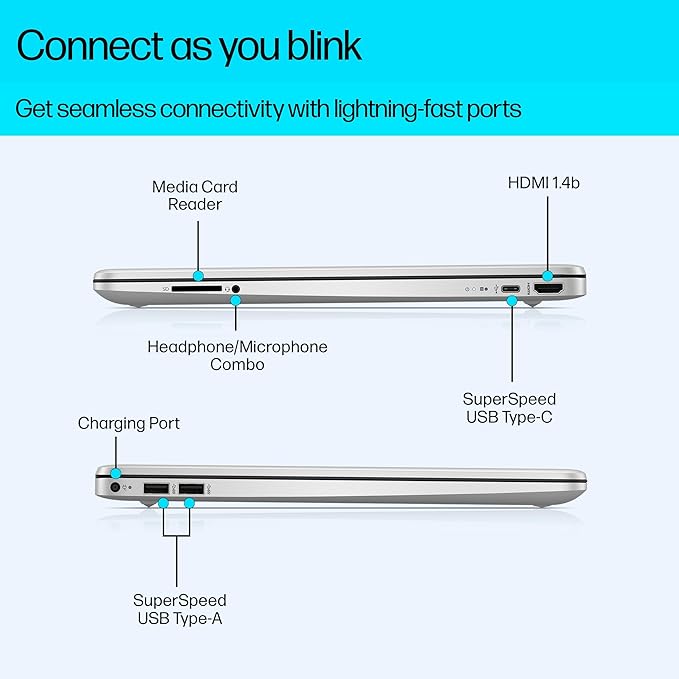 Connect as you blink
Get seamless connectivity with lightning-fast ports
Media Card
Reader
HDMI 1.4b
SD
HDMI
Headphone/Microphone
Combo
SuperSpeed
USB Type-C
Charging Port
SuperSpeed
USB Type-A